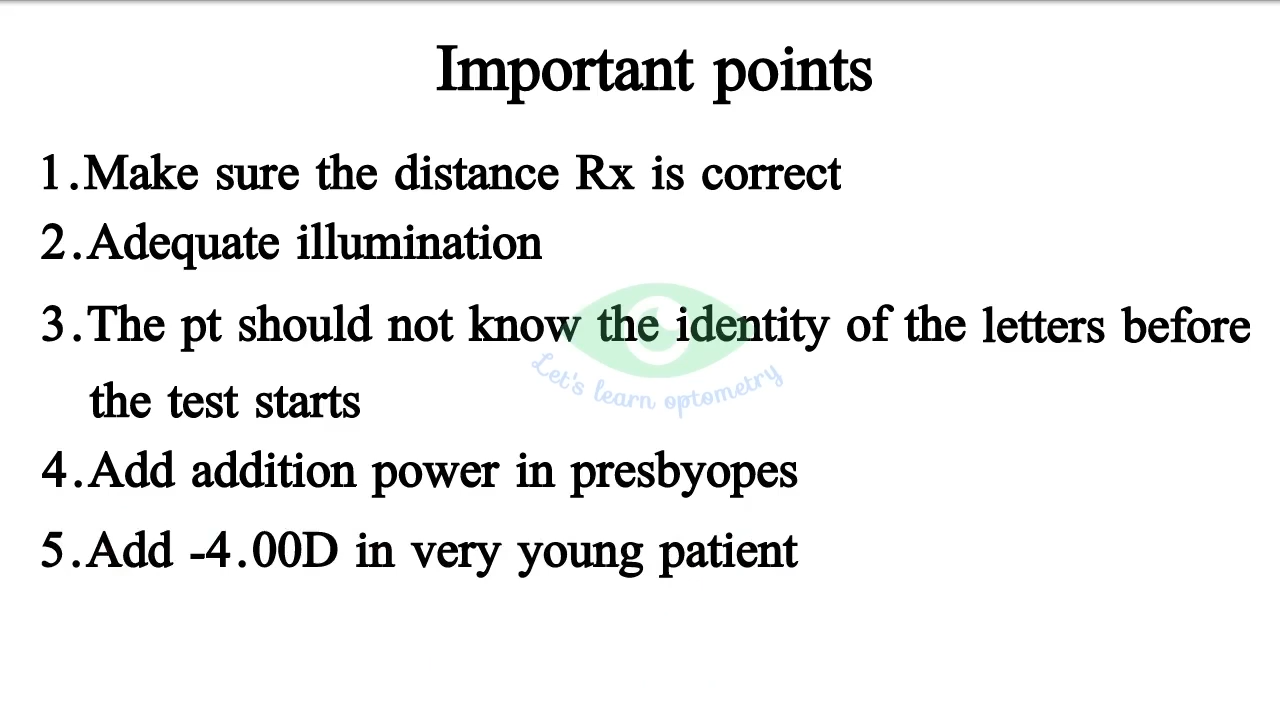 Important points
1.Make sure the distance Rx is correct
2.Adequate illumination
3.The pt should not know the identity of the letters before
the test starts
Let's learn optometry
4.Add addition power in presbyopes
5.Add -4.00D in very young patient